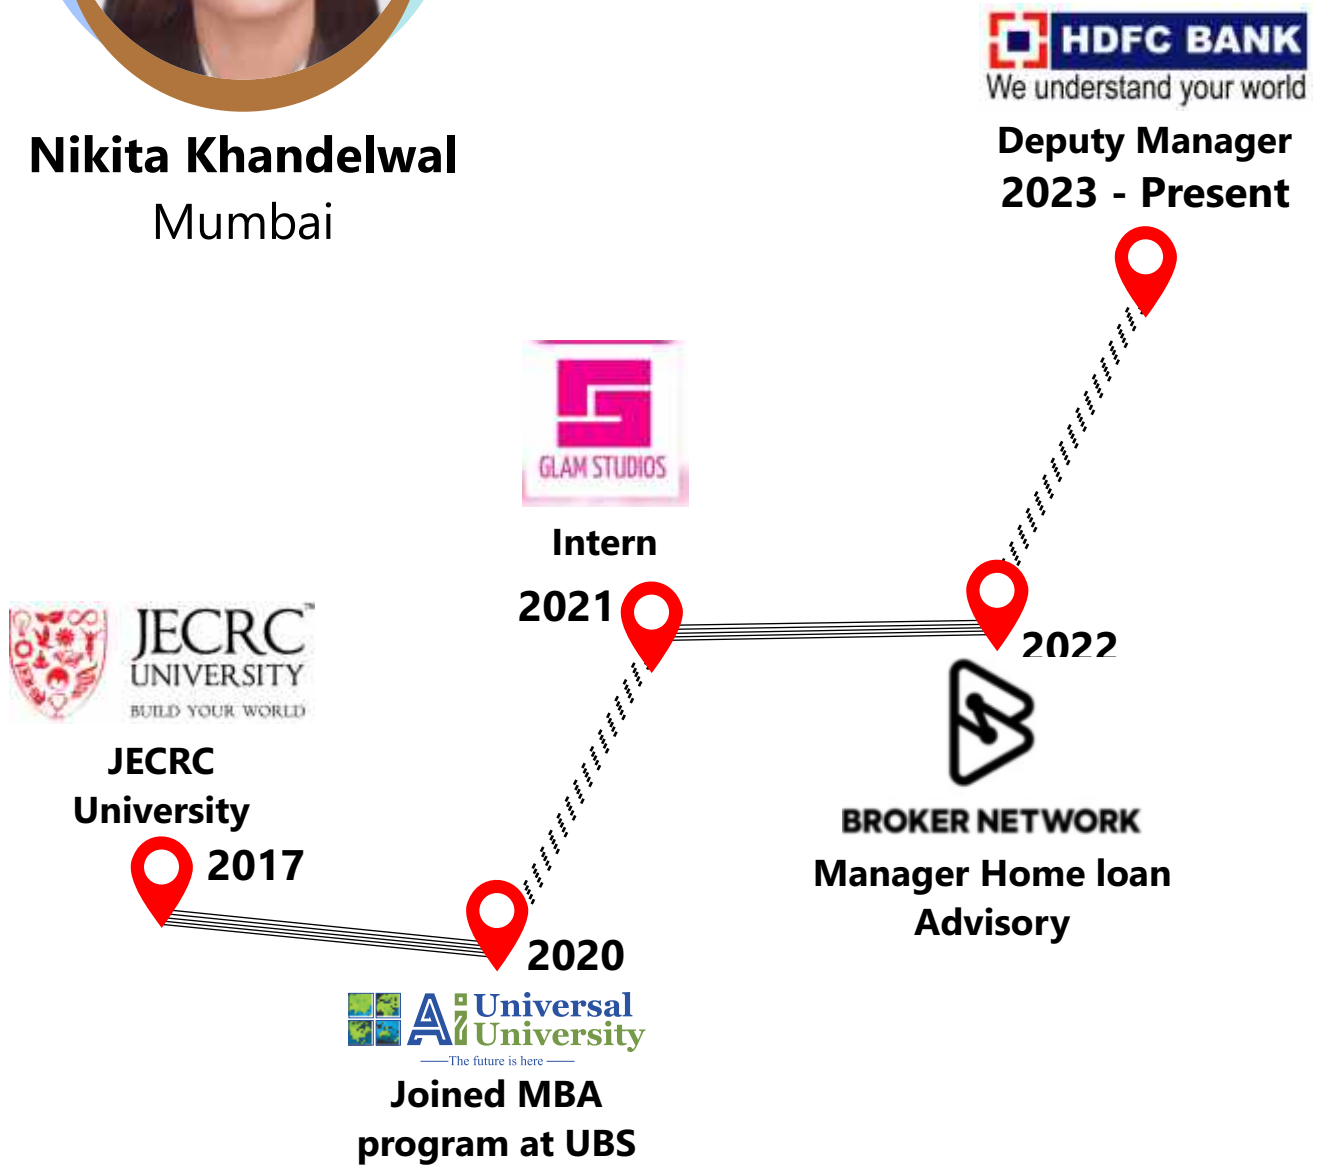 Nikita Khandelwal
Mumbai
HDFC BANK
We understand your world
Deputy Manager
2023 - Present
GLAM STUDIOS
Intern
2021
2022
BROKER NETWORK
Manager Home loan
Advisory
JECRC™
UNIVERSITY
BUILD YOUR WORLD
JECRC
University
2017
2020
Ai Universal
University
The future is here
Joined MBA
program at UBS